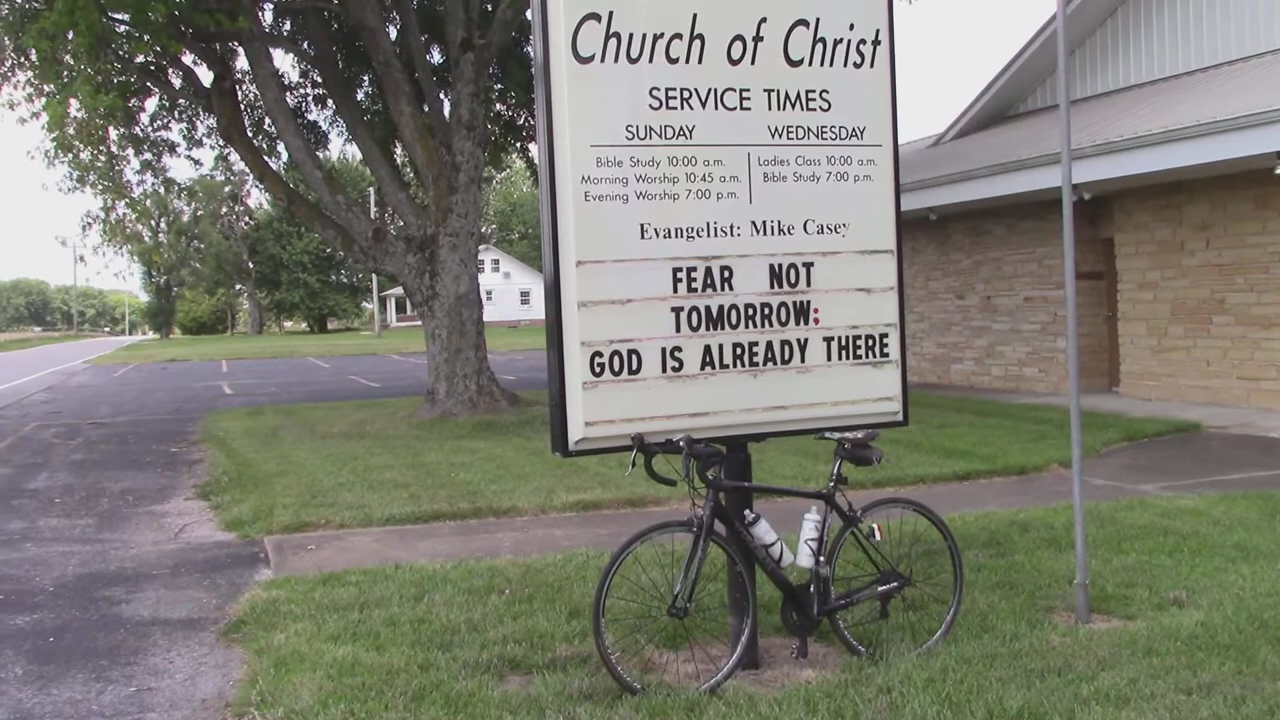 Church of Christ
SERVICE TIMES
SUNDAY WEDNESDAY
Bible Study 10:00 a.m. Ladies Class 10:00 a.m.
Morning Worship 10:45 a.m. Bible Study 7:00 p.m.
Evening Worship 7:00 p.m.
Evangelist: Mike Casey
FEAR NOT
TOMORROW;
GOD IS ALREADY THERE